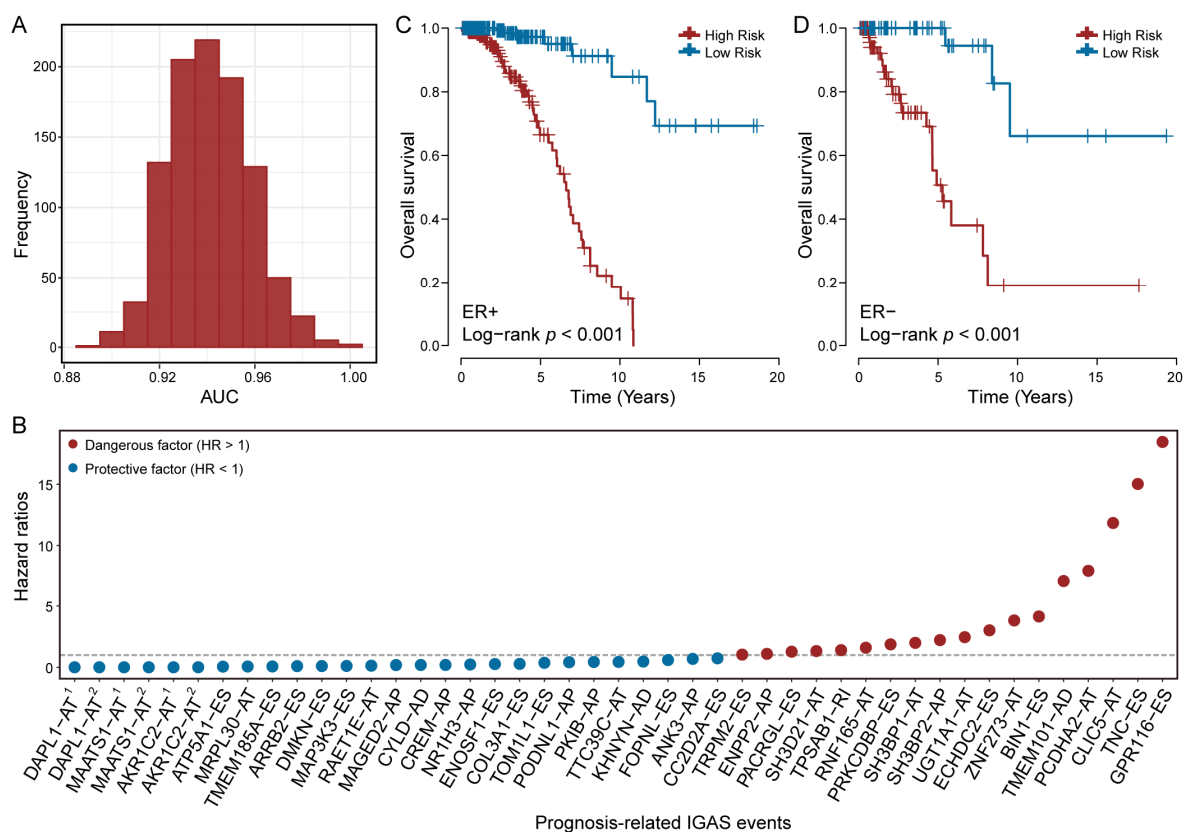 A
200
150
100
50
0
Frequency
0.88
0.92
0.96
1.00
AUC
C
1.0
0.8
0.6
0.4
0.2
0.0
Overall survival
High Risk
Low Risk
ER+
Log−rank p < 0.001
0
5
10
15
20
Time (Years)
D
1.0
0.8
0.6
0.4
0.2
0.0
Overall survival
High Risk
Low Risk
ER−
Log−rank p < 0.001
0
5
10
15
20
Time (Years)
B
Dangerous factor (HR > 1)
Protective factor (HR < 1)
15
10
5
0
Hazard ratios
DAPL1−AT¹
DAPL1−AT²
MAATS1−AT¹
MAATS1−AT²
AKR1C2−AT¹
AKR1C2−AT²
ATP5A1−ES
MRPL30−AT
TMEM185A−ES
ARRB2−ES
DMKN−ES
MAP3K3−ES
RAET1E−AT
MAGED2−AP
CYLD−AD
CREM−AP
NR1H3−AP
ENOSF1−ES
COL3A1−ES
TOM1L1−ES
PODNL1−AP
PKIB−AP
TTC39C−AT
KHNYN−AD
FOPNL−ES
ANK3−AP
CC2D2A−ES
TRPM2−ES
ENPP2−AP
PACRGL−ES
SH3D21−AT
TPSAB1−RI
RNF165−AT
PRKCDBP−ES
SH3BP1−AT
SH3BP2−AP
UGT1A1−AT
ECHDC2−ES
ZNF273−AT
BIN1−ES
TMEM101−AD
PCDHA2−AT
CLIC5−AT
TNC−ES
GPR116−ES
Prognosis−related IGAS events